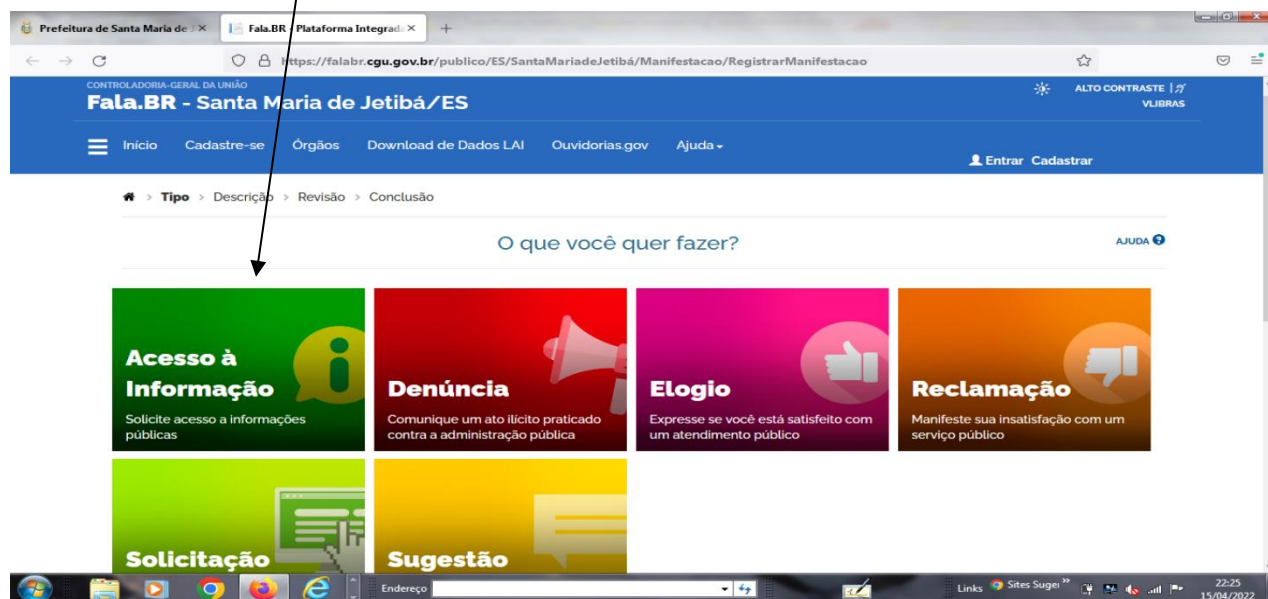 Prefeitura de Santa Maria de J
Fala.BR - Plataforma Integrada
https://falabr.cgu.gov.br/publico/ES/SantaMariadeJetibá/Manifestacao/RegistrarManifestacao
CONTROLADORIA-GERAL DA UNIÃO
Fala.BR - Santa Maria de Jetibá/ES
ALTO CONTRASTE |
VLIBRAS
Início Cadastre-se Órgãos Download de Dados LAI Ouvidorias.gov Ajuda
Entrar Cadastrar
> Tipo > Descrição > Revisão > Conclusão
O que você quer fazer?
AJUDA ?
Acesso à
Informação
Solicite acesso a informações
públicas
Denúncia
Comunique um ato ilícito praticado
contra a administração pública
Elogio
Expresse se você está satisfeito com
um atendimento público
Reclamação
Manifeste sua insatisfação com um
serviço público
Solicitação
Sugestão
Endereço
Links Sites Suger »
22:25
15/04/2022